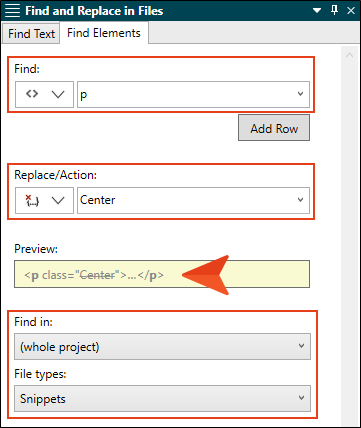 Find and Replace in Files
Find Text Find Elements
Find:
<> p
Add Row
Replace/Action:
{..} Center
Preview:
<p class="Center">...</p>
Find in:
(whole project)
File types:
Snippets